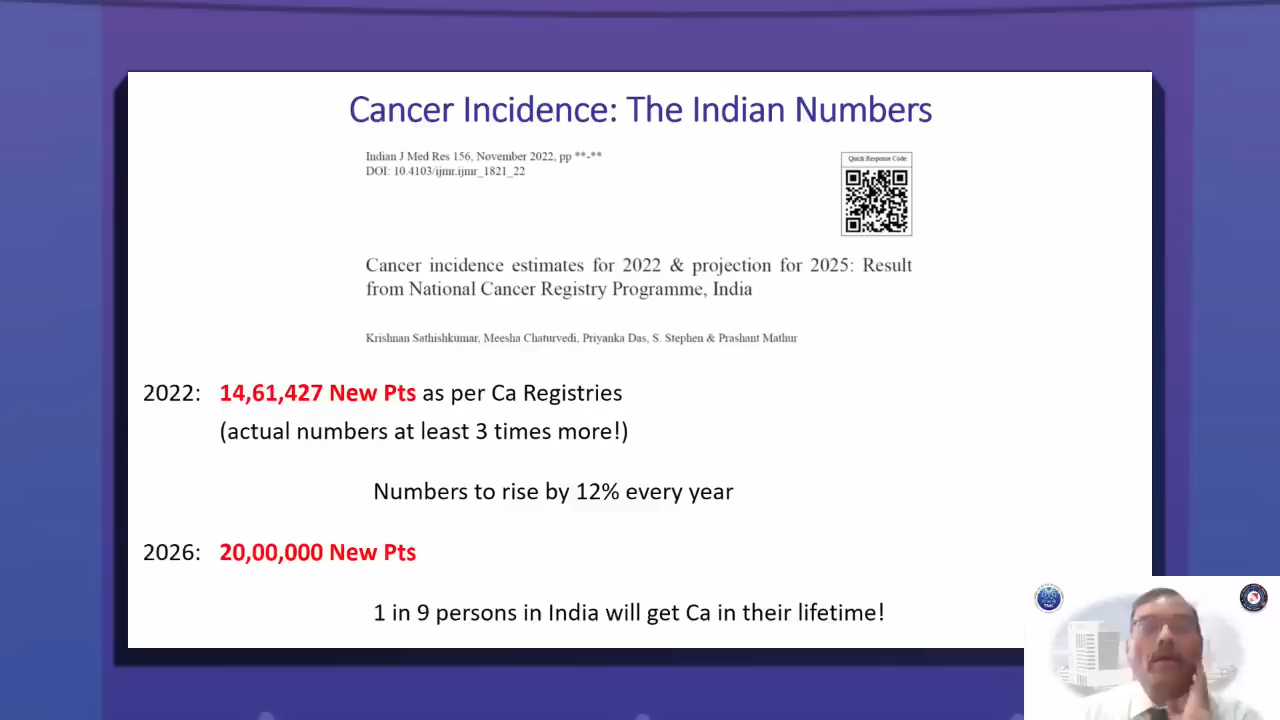 Cancer Incidence: The Indian Numbers
Indian J Med Res 156, November 2022, pp **-**
DOI: 10.4103/ijmr.ijmr_1821_22
Quick Response Code:
Cancer incidence estimates for 2022 & projection for 2025: Result
from National Cancer Registry Programme, India
Krishnan Sathishkumar, Meesha Chaturvedi, Priyanka Das, S. Stephen & Prashant Mathur
2022: 14,61,427 New Pts as per Ca Registries
(actual numbers at least 3 times more!)
Numbers to rise by 12% every year
2026: 20,00,000 New Pts
1 in 9 persons in India will get Ca in their lifetime!
TMC